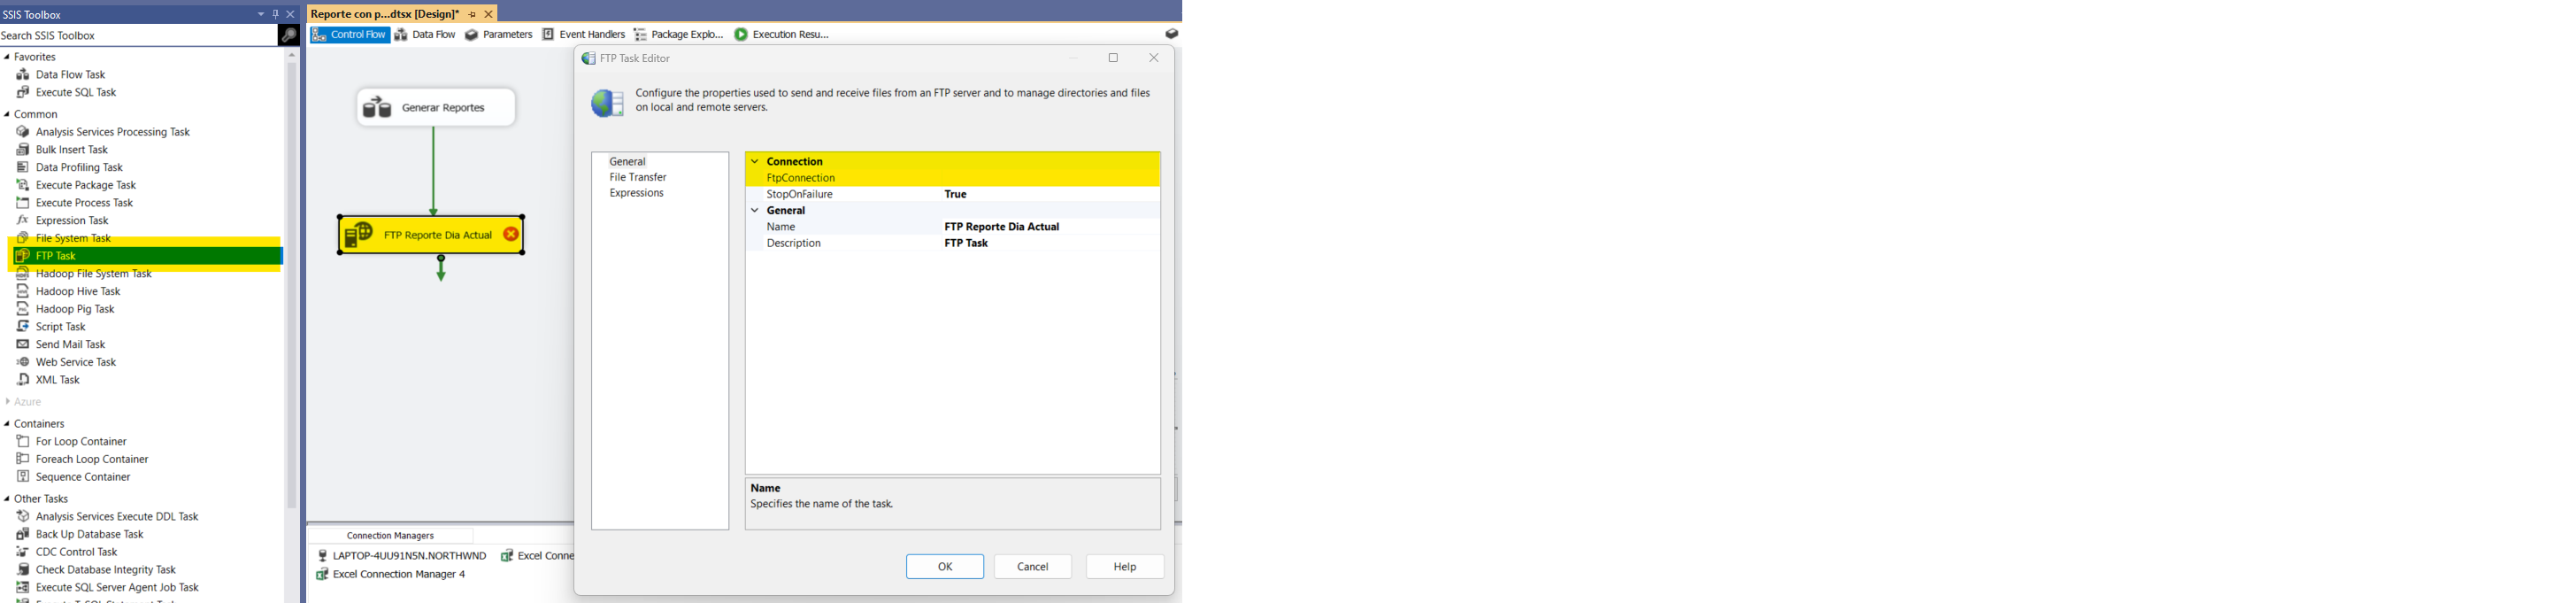 SSIS Toolbox
Search SSIS Toolbox
Favorites
Data Flow Task
Execute SQL Task
Common
Analysis Services Processing Task
Bulk Insert Task
Data Profiling Task
Execute Package Task
Execute Process Task
Expression Task
File System Task
FTP Task
Hadoop File System Task
Hadoop Hive Task
Hadoop Pig Task
Script Task
Send Mail Task
Web Service Task
XML Task
Azure
Containers
For Loop Container
Foreach Loop Container
Sequence Container
Other Tasks
Analysis Services Execute DDL Task
Back Up Database Task
CDC Control Task
Check Database Integrity Task
Execute SQL Server Agent Job Task
Reporte con p...dtsx [Design]*
Control Flow Data Flow Parameters Event Handlers Package Explo... Execution Resu...
Generar Reportes
FTP Reporte Dia Actual
Connection Managers
LAPTOP-4UU91N5N.NORTHWND Excel Conne
Excel Connection Manager 4
FTP Task Editor
Configure the properties used to send and receive files from an FTP server and to manage directories and files
on local and remote servers.
General
File Transfer
Expressions
Connection
FtpConnection
StopOnFailure True
General
Name FTP Reporte Dia Actual
Description FTP Task
Name
Specifies the name of the task.
OK Cancel Help